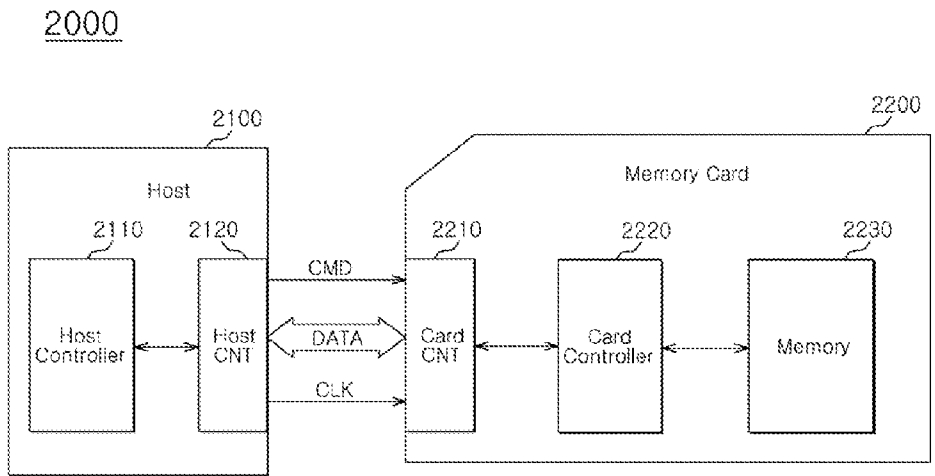 2000
2100
2200
Host
Memory Card
2110
2120
2210
2220
2230
CMD
Host
Controller
Host
CNT
DATA
Card
CNT
Card
Controller
Memory
CLK